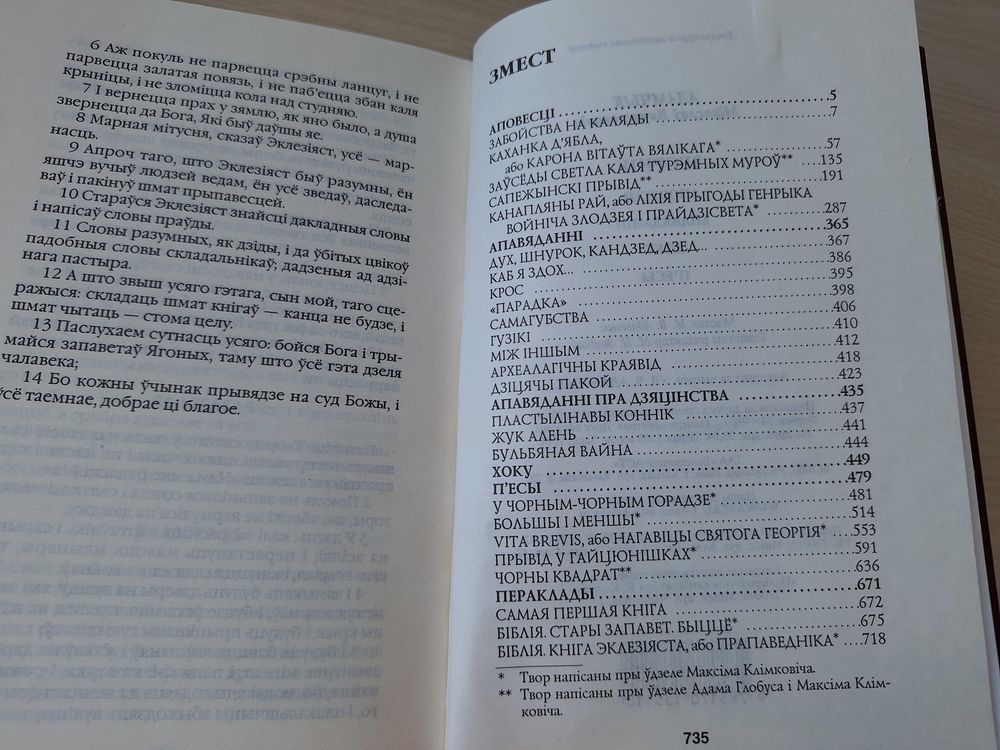 6 Аж покуль не парвецца срэбны ланцуг, і не
парвецца залатая повязь, і не паб'ецца збан каля
крыніцы, і не зломіцца кола над студняю.
7 І вернецца прах у зямлю, як яно было, а душа
звернецца да Бога, Які быў даўшы яе.
8 Марная мітусня, сказаў Эклезіяст, усё — мар-
насць.
9 Апроч таго, што Эклезіяст быў разумны, ён
яшчэ вучыў людзей ведам, ён усё зведаў, даследа-
ваў і пакінуў шмат прыпавесцей.
10 Стараўся Эклезіяст знайсці дакладныя словы
і напісаў словы праўды.
11 Словы разумных, як дзіды, і да ўбітых цвікоў
падобныя словы складальнікаў; дадзеныя ад адзі-
нага пастыра.
12 А што звыш усяго гэтага, сын мой, таго сце-
ражыся: складаць шмат кнігаў — канца не будзе, і
шмат чытаць — стома целу.
13 Паслухаем сутнасць усяго: бойся Бога і тры-
майся запаветаў Ягоных, таму што ўсё гэта дзеля
чалавека;
14 Бо кожны ўчынак прывядзе на суд Божы, і
ўсё таемнае, добрае ці благое.
ЗМЕСТ
АПОВЕСЦІ 5
ЗАБОЙСТВА НА КАЛЯДЫ 7
КАХАНКА Д'ЯБЛА,
або КАРОНА ВІТАЎТА ВЯЛІКАГА* 57
ЗАЎСЁДЫ СВЕТЛА КАЛЯ ТУРЭМНЫХ МУРОЎ** 135
САПЕЖЫНСКІ ПРЫВІД** 191
КАНАПЛЯНЫ РАЙ, або ЛІХІЯ ПРЫГОДЫ ГЕНРЫКА
ВОЙНІЧА ЗЛОДЗЕЯ І ПРАЙДЗІСВЕТА* 287
АПАВЯДАННІ 365
ДУХ, ШНУРОК, КАНДЗЕД, ДЗЕД... 367
КАБ Я ЗДОХ... 386
КРОС 395
«ПАРАДКА» 398
САМАГУБСТВА 406
ГУЗІКІ 410
МІЖ ІНШЫМ 412
АРХЕАЛАГІЧНЫ КРАЯВІД 418
ДЗІЦЯЧЫ ПАКОЙ 423
АПАВЯДАННІ ПРА ДЗЯЦІНСТВА 435
ПЛАСТЫЛІНАВЫ КОННІК 437
ЖУК АЛЕНЬ 441
БУЛЬБЯНАЯ ВАЙНА 444
ХОКУ 449
П'ЕСЫ 479
У ЧОРНЫМ-ЧОРНЫМ ГОРАДЗЕ* 481
БОЛЬШЫ І МЕНШЫ* 514
VITA BREVIS, або НАГАВІЦЫ СВЯТОГА ГЕОРГІЯ* 553
ПРЫВІД У ГАЙЦЮНІШКАХ* 591
ЧОРНЫ КВАДРАТ** 636
ПЕРАКЛАДЫ 671
САМАЯ ПЕРШАЯ КНІГА 672
БІБЛІЯ. СТАРЫ ЗАПАВЕТ. БЫЦЦЁ* 675
БІБЛІЯ. КНІГА ЭКЛЕЗІЯСТА, або ПРАПАВЕДНІКА* 718
* Твор напісаны пры ўдзеле Максіма Клімковіча.
** Твор напісаны пры ўдзеле Адама Глобуса і Максіма Клім-
ковіча.
735